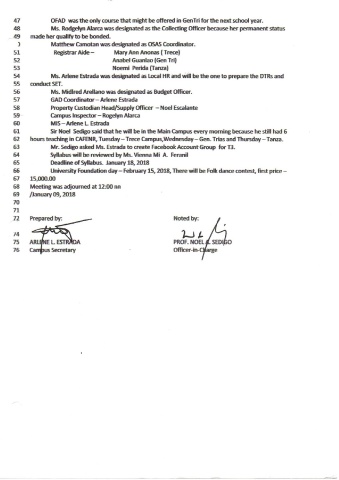 47 OFAD was the only course that might be offered in GenTri for the next school year.
48 Ms. Rodgelyn Alarca was designated as the Collecting Officer because her permanent status
49 made her qualify to be bonded.
Matthew Camotan was designated as OSAS Coordinator.
51 Registrar Aide – Mary Ann Anonas ( Trece)
52 Anabel Guanlao (Gen Tri)
53 Noemi Perida (Tanza)
54 Ms. Arlene Estrada was designated as Local HR and will be the one to prepare the DTRs and
55 conduct SET.
56 Ms. Midlred Arellano was designated as Budget Officer.
57 GAD Coordinator – Arlene Estrada
58 Property Custodian Head/Supply Officer – Noel Escalante
59 Campus Inspector – Rogelyn Alarca
60 MIS – Arlene L. Estrada
61 Sir Noel Sedigo said that he will be in the Main Campus every morning because he still had 6
62 hours teaching in CAFENR, Tuesday – Trece Campus,Wednesday – Gen. Trias and Thursday – Tanza.
63 Mr. Sedigo asked Ms. Estrada to create Facebook Account Group for T3.
64 Syllabus will be reviewed by Ms. Vienna Mi A. Feranil
65 Deadline of Syllabus. January 18, 2018
66 University Foundation day – February 15, 2018, There will be Folk dance contest, first price –
67 15,000.00
68 Meeting was adjourned at 12:00 nn
69 /January 09, 2018
70
71
72 Prepared by: Noted by:
74
75 ARLENE L. ESTRADA PROF. NOEL A. SEDIGO
76 Campus Secretary Officer-in-Charge